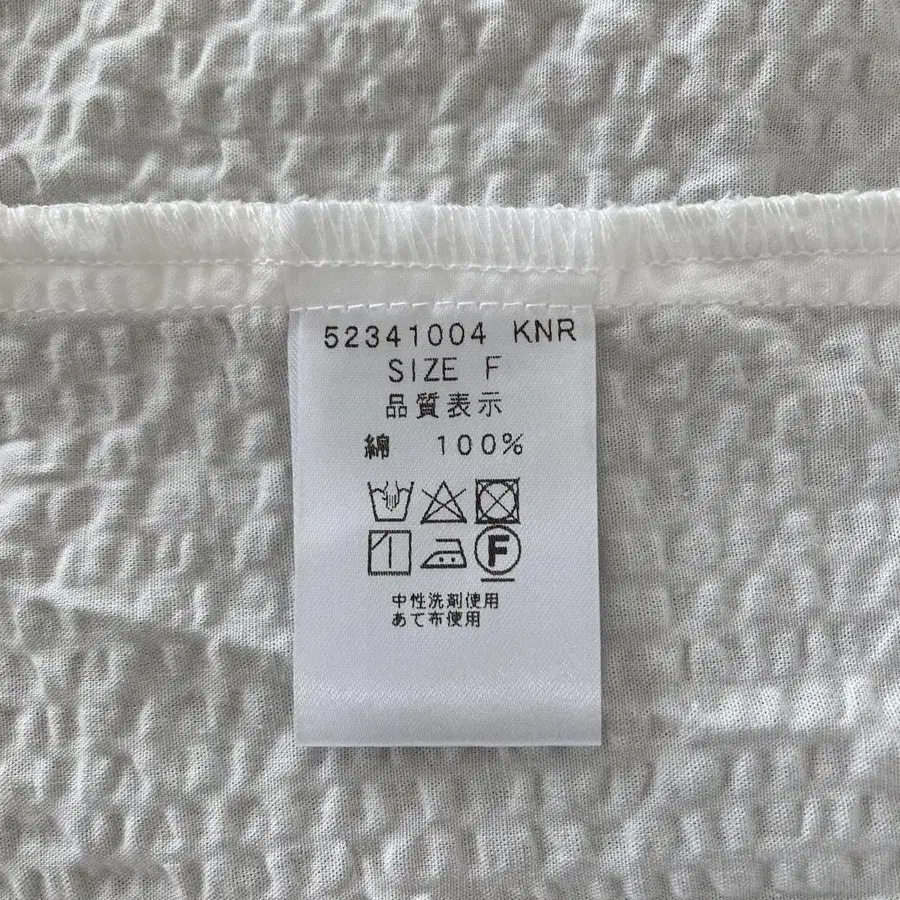 52341004 KNR
SIZE F
品質表示
綿 100%
F
中性洗剤使用
あて布使用